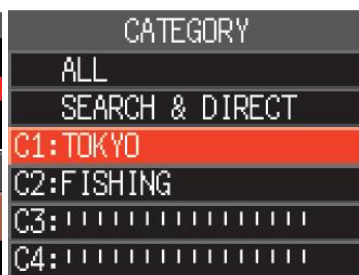 CATEGORY
ALL
SEARCH & DIRECT
C1:TOKYO
C2:FISHING
C3:
C4: